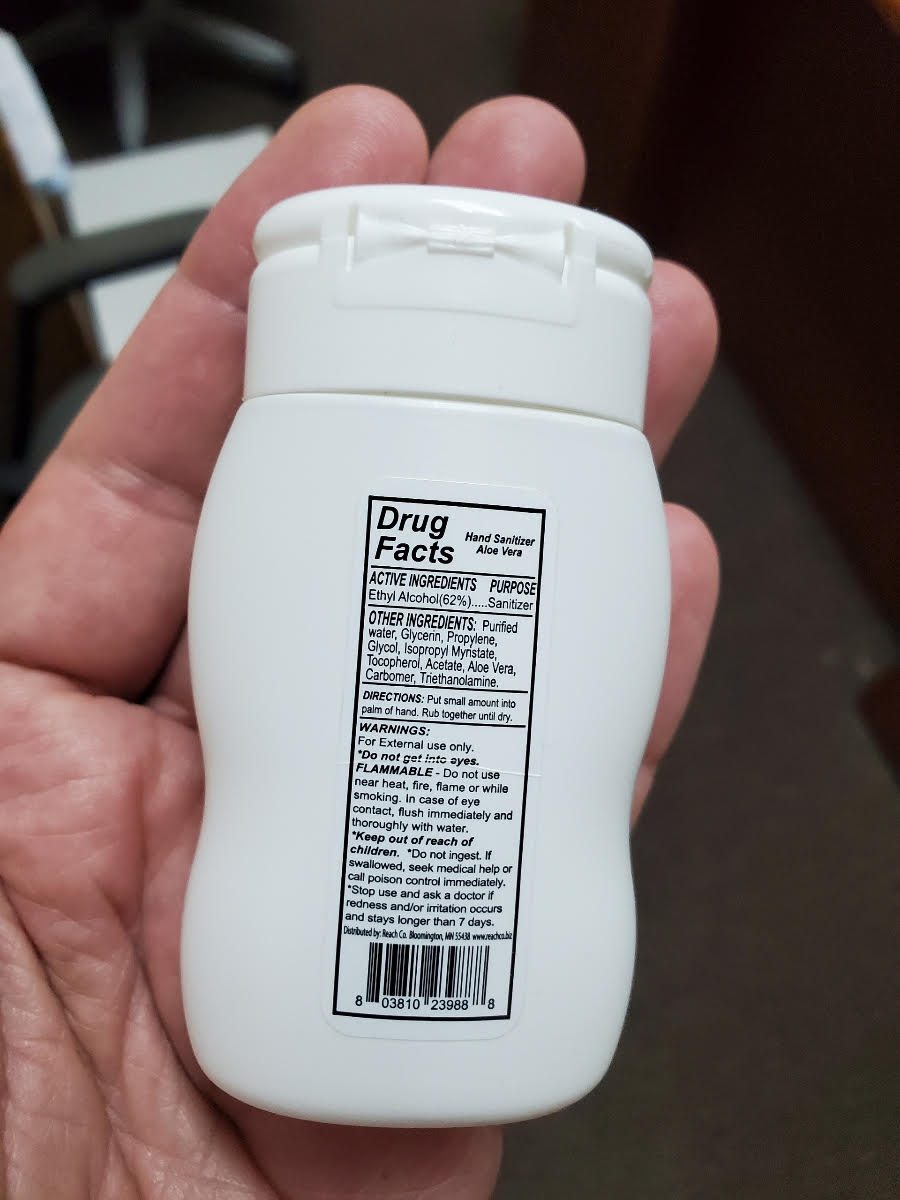 Drug
Facts
Hand Sanitizer
Aloe Vera
ACTIVE INGREDIENTS PURPOSE
Ethyl Alcohol(62%).....Sanitizer
OTHER INGREDIENTS: Purified
water, Glycerin, Propylene,
Glycol, Isopropyl Myristate,
Tocopherol, Acetate, Aloe Vera,
Carbomer, Triethanolamine.
DIRECTIONS: Put small amount into
palm of hand. Rub together until dry.
WARNINGS:
For External use only.
*Do not get into eyes.
FLAMMABLE - Do not use
near heat, fire, flame or while
smoking. In case of eye
contact, flush immediately and
thoroughly with water.
*Keep out of reach of
children. *Do not ingest. If
swallowed, seek medical help or
call poison control immediately.
*Stop use and ask a doctor if
redness and/or irritation occurs
and stays longer than 7 days.
Distributed by: Reach Co. Bloomington, MN 55438 www.reachco.biz
8 03810 23988 8